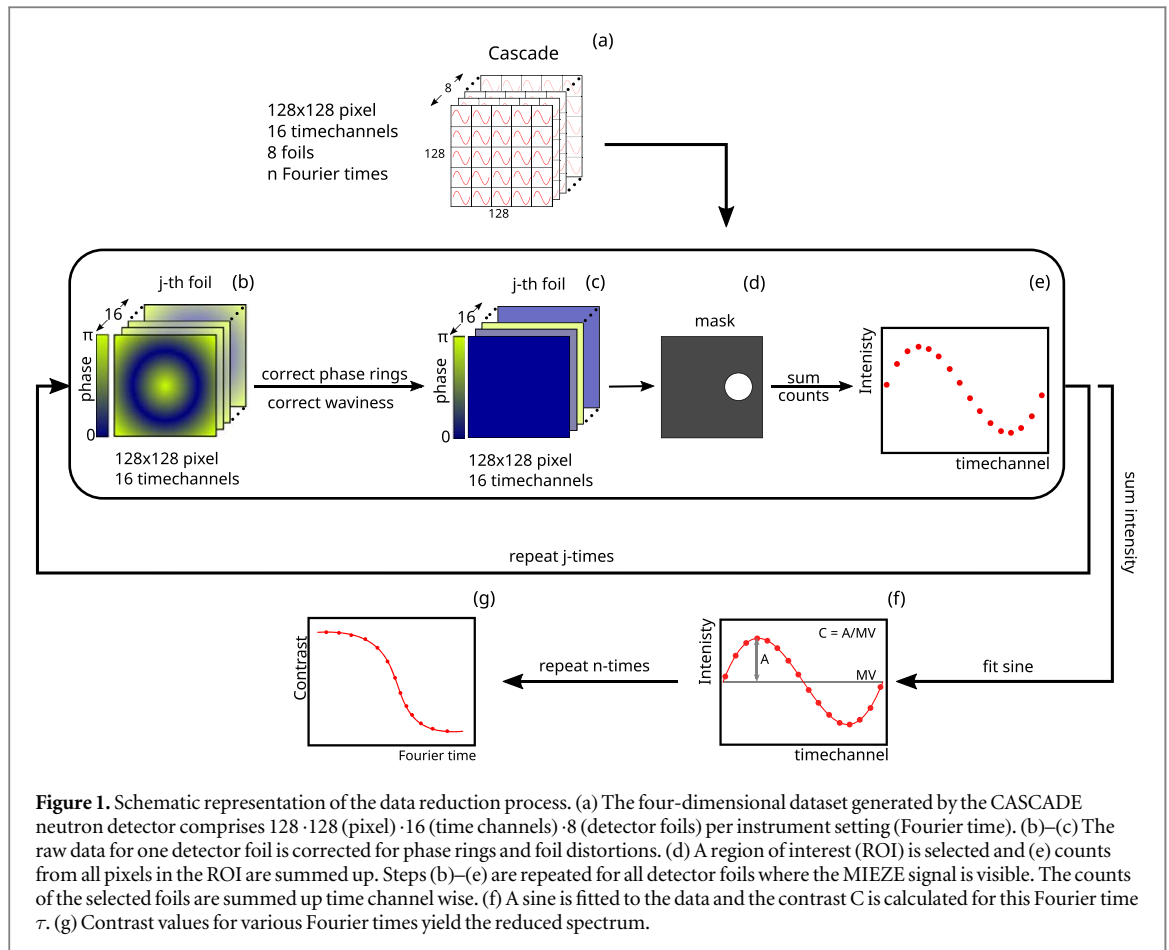 (a)
Cascade
8
128x128 pixel
16 timechannels
8 foils
n Fourier times
128
128
j-th foil (b)
16
π
phase
0
128x128 pixel
16 timechannels
correct phase rings
correct waviness
j-th foil (c)
16
π
phase
0
128x128 pixel
16 timechannels
(d)
mask
sum
counts
(e)
Intenisty
timechannel
sum intensity
repeat j-times
(g)
Contrast
Fourier time
repeat n-times
(f)
Intenisty
C = A/MV
A
MV
timechannel
fit sine
Figure 1. Schematic representation of the data reduction process. (a) The four-dimensional dataset generated by the CASCADE
neutron detector comprises 128 ·128 (pixel) ·16 (time channels) ·8 (detector foils) per instrument setting (Fourier time). (b)–(c) The
raw data for one detector foil is corrected for phase rings and foil distortions. (d) A region of interest (ROI) is selected and (e) counts
from all pixels in the ROI are summed up. Steps (b)–(e) are repeated for all detector foils where the MIEZE signal is visible. The counts
of the selected foils are summed up time channel wise. (f) A sine is fitted to the data and the contrast C is calculated for this Fourier time
τ. (g) Contrast values for various Fourier times yield the reduced spectrum.